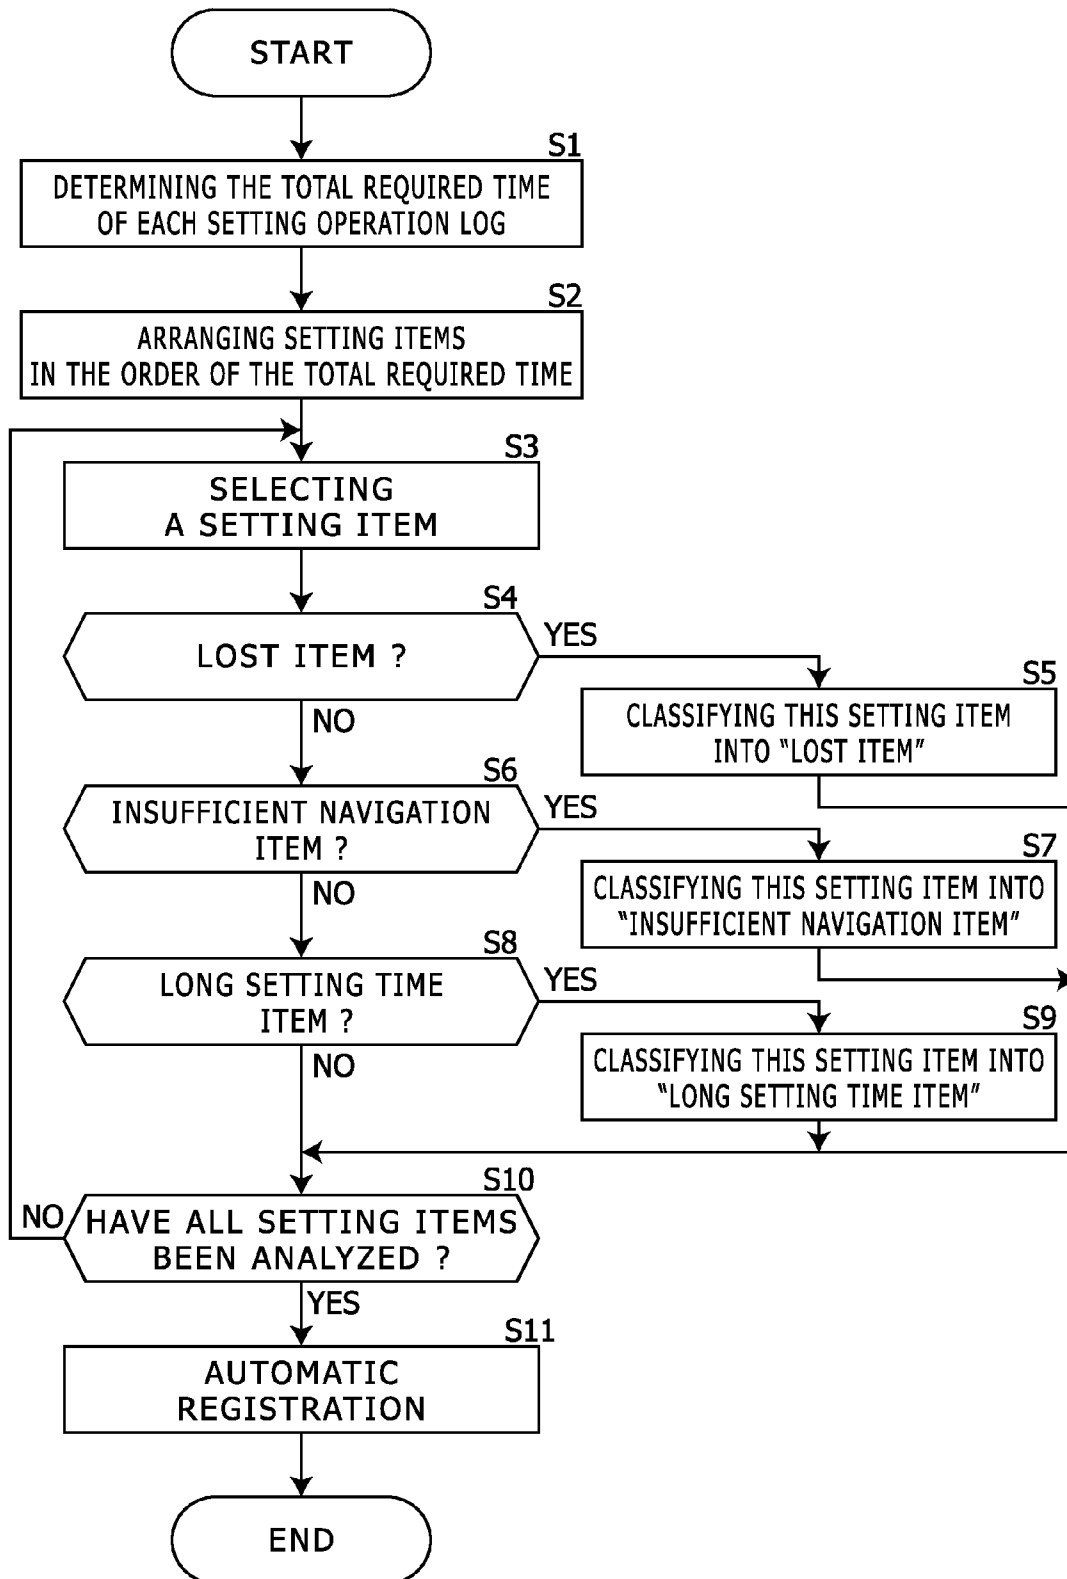 START
S1
DETERMINING THE TOTAL REQUIRED TIME
OF EACH SETTING OPERATION LOG
S2
ARRANGING SETTING ITEMS
IN THE ORDER OF THE TOTAL REQUIRED TIME
S3
SELECTING
A SETTING ITEM
S4
LOST ITEM ?
YES
NO
S5
CLASSIFYING THIS SETTING ITEM
INTO “LOST ITEM”
S6
INSUFFICIENT NAVIGATION
ITEM ?
YES
NO
S7
CLASSIFYING THIS SETTING ITEM INTO
“INSUFFICIENT NAVIGATION ITEM”
S8
LONG SETTING TIME
ITEM ?
YES
NO
S9
CLASSIFYING THIS SETTING ITEM INTO
“LONG SETTING TIME ITEM”
S10
NO
HAVE ALL SETTING ITEMS
BEEN ANALYZED ?
YES
S11
AUTOMATIC
REGISTRATION
END